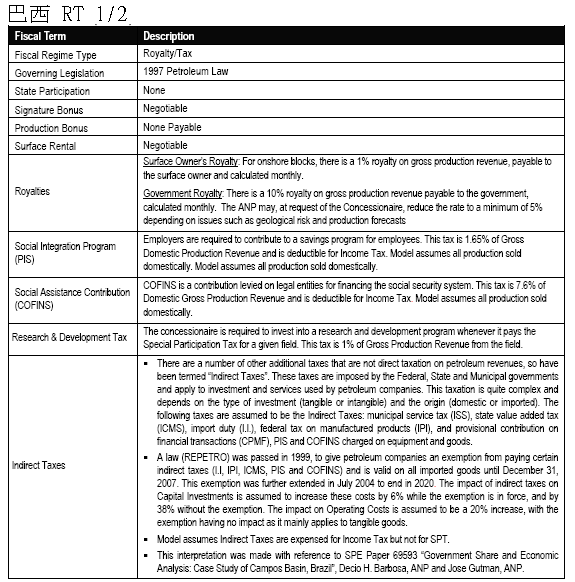 巴西 RT 1/2
Fiscal Term Description
Fiscal Regime Type Royalty/Tax
Governing Legislation 1997 Petroleum Law
State Participation None
Signature Bonus Negotiable
Production Bonus None Payable
Surface Rental Negotiable
Royalties
Surface Owner's Royalty: For onshore blocks, there is a 1% royalty on gross production revenue, payable to
the surface owner and calculated monthly.
Government Royalty: There is a 10% royalty on gross production revenue payable to the government,
calculated monthly. The ANP may, at request of the Concessionaire, reduce the rate to a minimum of 5%
depending on issues such as geological risk and production forecasts
Social Integration Program
(PIS)
Employers are required to contribute to a savings program for employees. This tax is 1.65% of Gross
Domestic Production Revenue and is deductible for Income Tax. Model assumes all production sold
domestically. Model assumes all production sold domestically.
Social Assistance Contribution
(COFINS)
COFINS is a contribution levied on legal entities for financing the social security system. This tax is 7.6% of
Domestic Gross Production Revenue and is deductible for Income Tax. Model assumes all production sold
domestically.
Research & Development Tax
The concessionaire is required to invest into a research and development program whenever it pays the
Special Participation Tax for a given field. This tax is 1% of Gross Production Revenue from the field.
Indirect Taxes
▪ There are a number of other additional taxes that are not direct taxation on petroleum revenues, so have
been termed "Indirect Taxes". These taxes are imposed by the Federal, State and Municipal governments
and apply to investment and services used by petroleum companies. This taxation is quite complex and
depends on the type of investment (tangible or intangible) and the origin (domestic or imported). The
following taxes are assumed to be the Indirect Taxes: municipal service tax (ISS), state value added tax
(ICMS), import duty (I.I.), federal tax on manufactured products (IPI), and provisional contribution on
financial transactions (CPMF), PIS and COFINS charged on equipment and goods.
▪ A law (REPETRO) was passed in 1999, to give petroleum companies an exemption from paying certain
indirect taxes (I.I, IPI, ICMS, PIS and COFINS) and is valid on all imported goods until December 31,
2007. This exemption was further extended in July 2004 to end in 2020. The impact of indirect taxes on
Capital Investments is assumed to increase these costs by 6% while the exemption is in force, and by
38% without the exemption. The impact on Operating Costs is assumed to be a 20% increase, with the
exemption having no impact as it mainly applies to tangible goods.
▪ Model assumes Indirect Taxes are expensed for Income Tax but not for SPT.
▪ This interpretation was made with reference to SPE Paper 69593 "Government Share and Economic
Analysis: Case Study of Campos Basin, Brazil", Decio H. Barbosa, ANP and Jose Gutman, ANP.